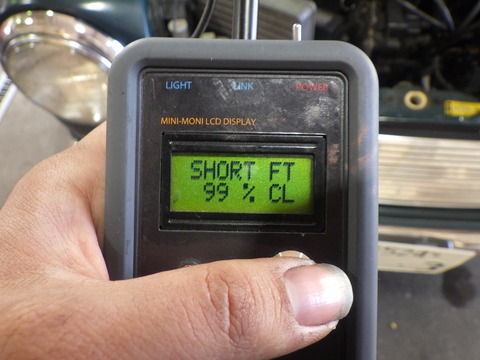 LIGHT LINK POWER
MINI-MONI LCD DISPLAY
SHORT FT
99 % CL